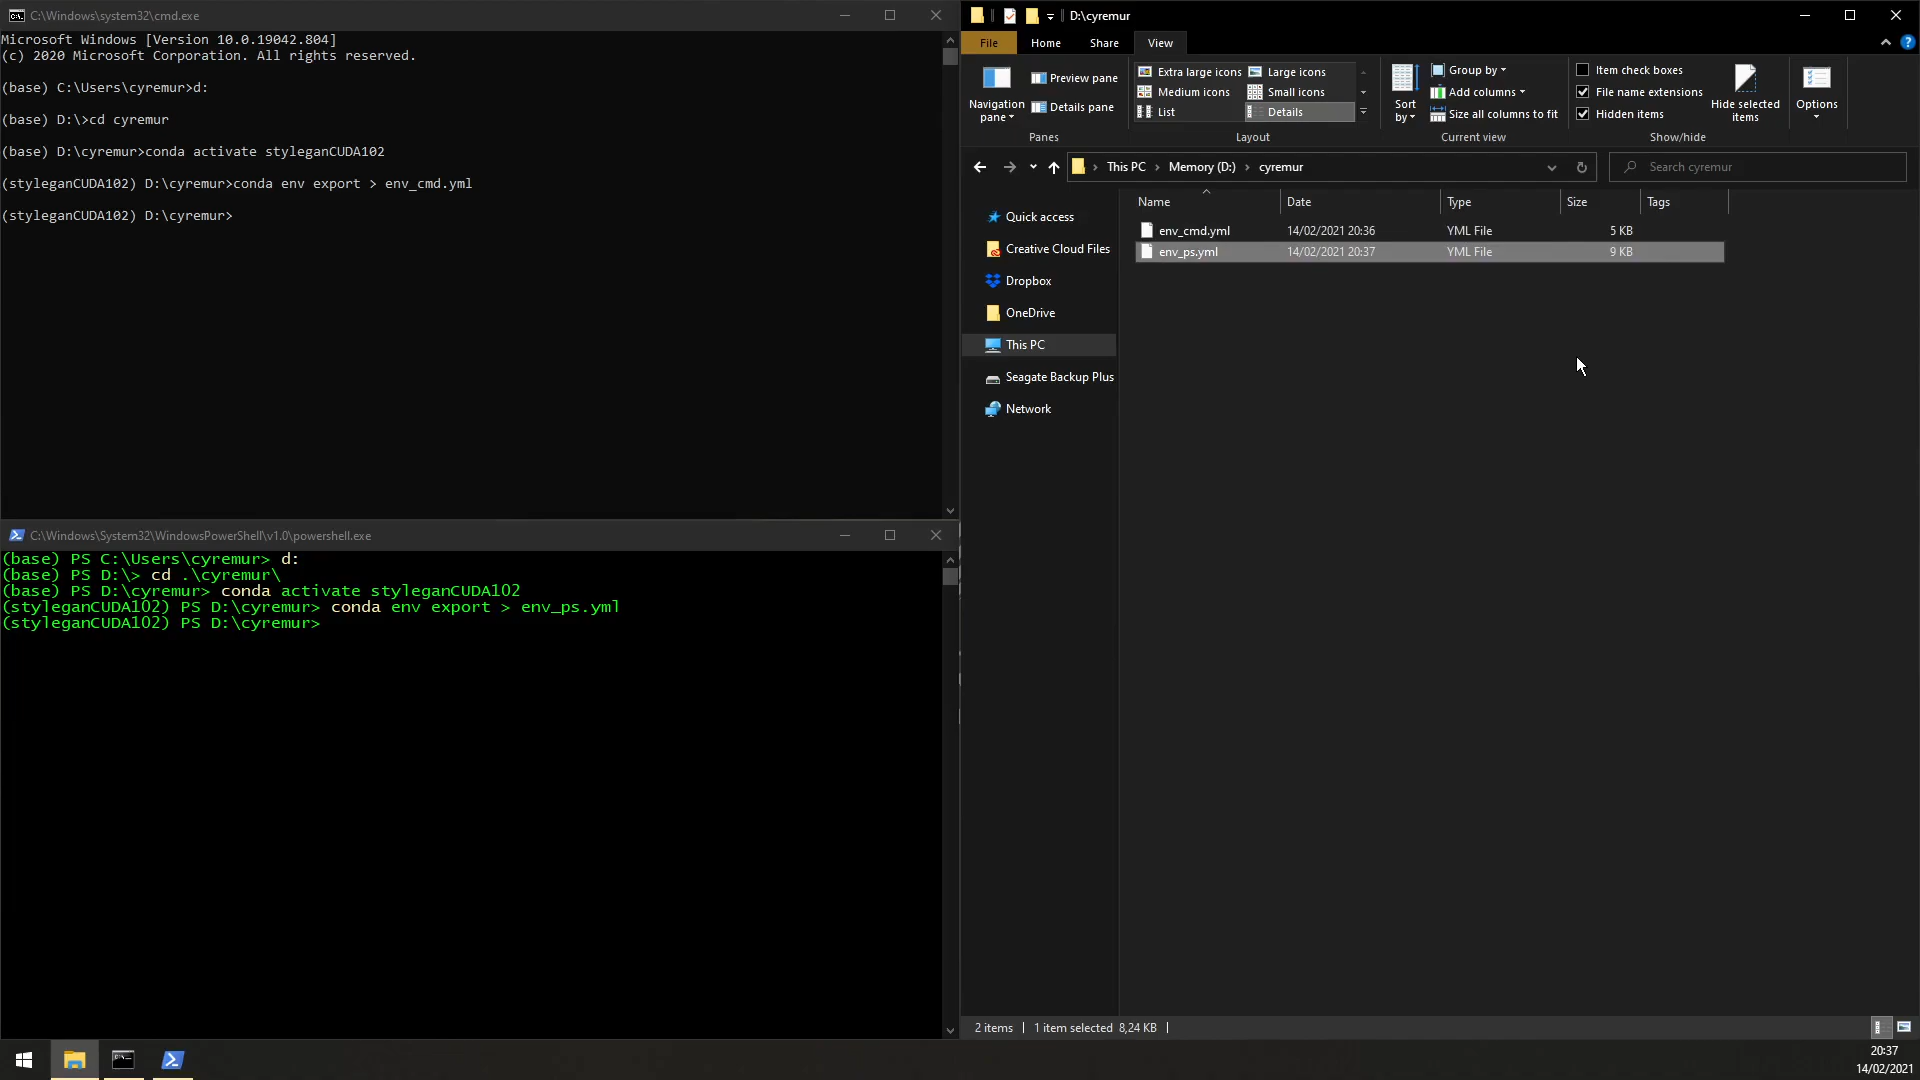 C:\Windows\system32\cmd.exe
Microsoft Windows [Version 10.0.19042.804]
(c) 2020 Microsoft Corporation. All rights reserved.
(base) C:\Users\cyremur>d:
(base) D:\>cd cyremur
(base) D:\cyremur>conda activate styleganCUDA102
(styleganCUDA102) D:\cyremur>conda env export > env_cmd.yml
(styleganCUDA102) D:\cyremur>
C:\Windows\System32\WindowsPowerShell\v1.0\powershell.exe
(base) PS C:\Users\cyremur> d:
(base) PS D:\> cd .\cyremur\
(base) PS D:\cyremur> conda activate styleganCUDA102
(styleganCUDA102) PS D:\cyremur> conda env export > env_ps.yml
(styleganCUDA102) PS D:\cyremur>
D:\cyremur
File Home Share View
Navigation pane
Preview pane
Details pane
Panes
Extra large icons Large icons
Medium icons Small icons
List Details
Layout
Sort by
Group by
Add columns
Size all columns to fit
Current view
Item check boxes
File name extensions
Hidden items
Hide selected items
Show/hide
Options
This PC > Memory (D:) > cyremur
Search cyremur
Quick access
Creative Cloud Files
Dropbox
OneDrive
This PC
Seagate Backup Plus
Network
Name Date Type Size Tags
env_cmd.yml 14/02/2021 20:36 YML File 5 KB
env_ps.yml 14/02/2021 20:37 YML File 9 KB
2 items 1 item selected 8,24 KB
20:37
14/02/2021